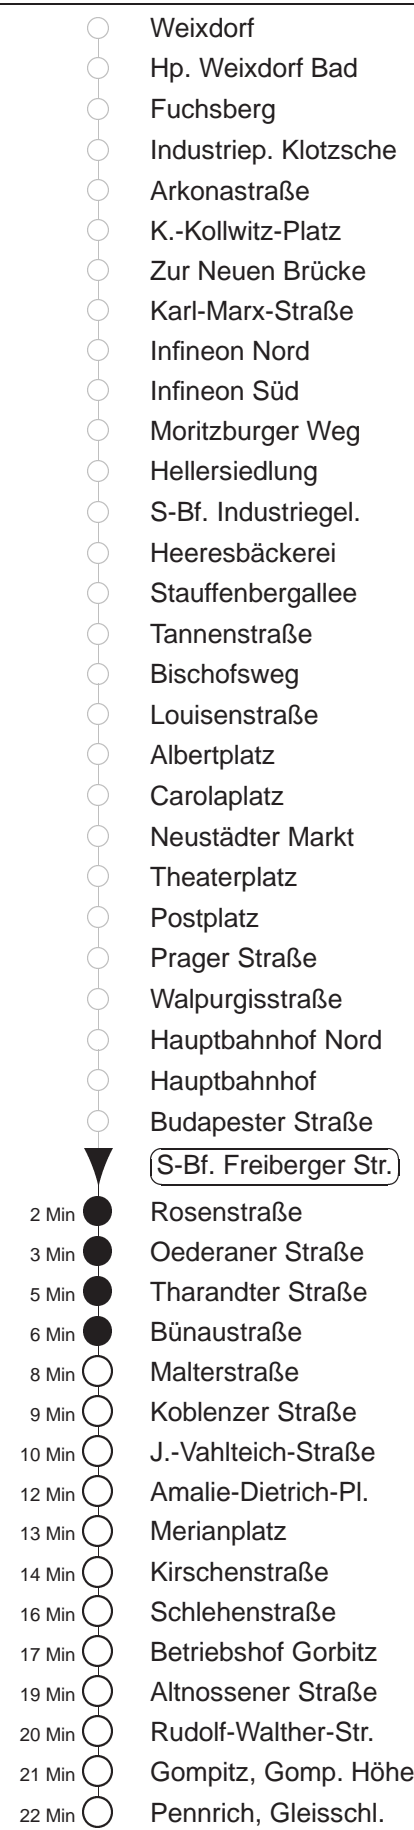 Weixdorf
Hp. Weixdorf Bad
Fuchsberg
Industriep. Klotzsche
Arkonastraße
K.-Kollwitz-Platz
Zur Neuen Brücke
Karl-Marx-Straße
Infineon Nord
Infineon Süd
Moritzburger Weg
Hellersiedlung
S-Bf. Industriegel.
Heeresbäckerei
Stauffenbergallee
Tannenstraße
Bischofsweg
Louisenstraße
Albertplatz
Carolaplatz
Neustädter Markt
Theaterplatz
Postplatz
Prager Straße
Walpurgisstraße
Hauptbahnhof Nord
Hauptbahnhof
Budapester Straße
S-Bf. Freiberger Str.
2 Min Rosenstraße
3 Min Oederaner Straße
5 Min Tharandter Straße
6 Min Bünaustraße
8 Min Malterstraße
9 Min Koblenzer Straße
10 Min J.-Vahlteich-Straße
12 Min Amalie-Dietrich-Pl.
13 Min Merianplatz
14 Min Kirschenstraße
16 Min Schlehenstraße
17 Min Betriebshof Gorbitz
19 Min Altnossener Straße
20 Min Rudolf-Walther-Str.
21 Min Gompitz, Gomp. Höhe
22 Min Pennrich, Gleisschl.